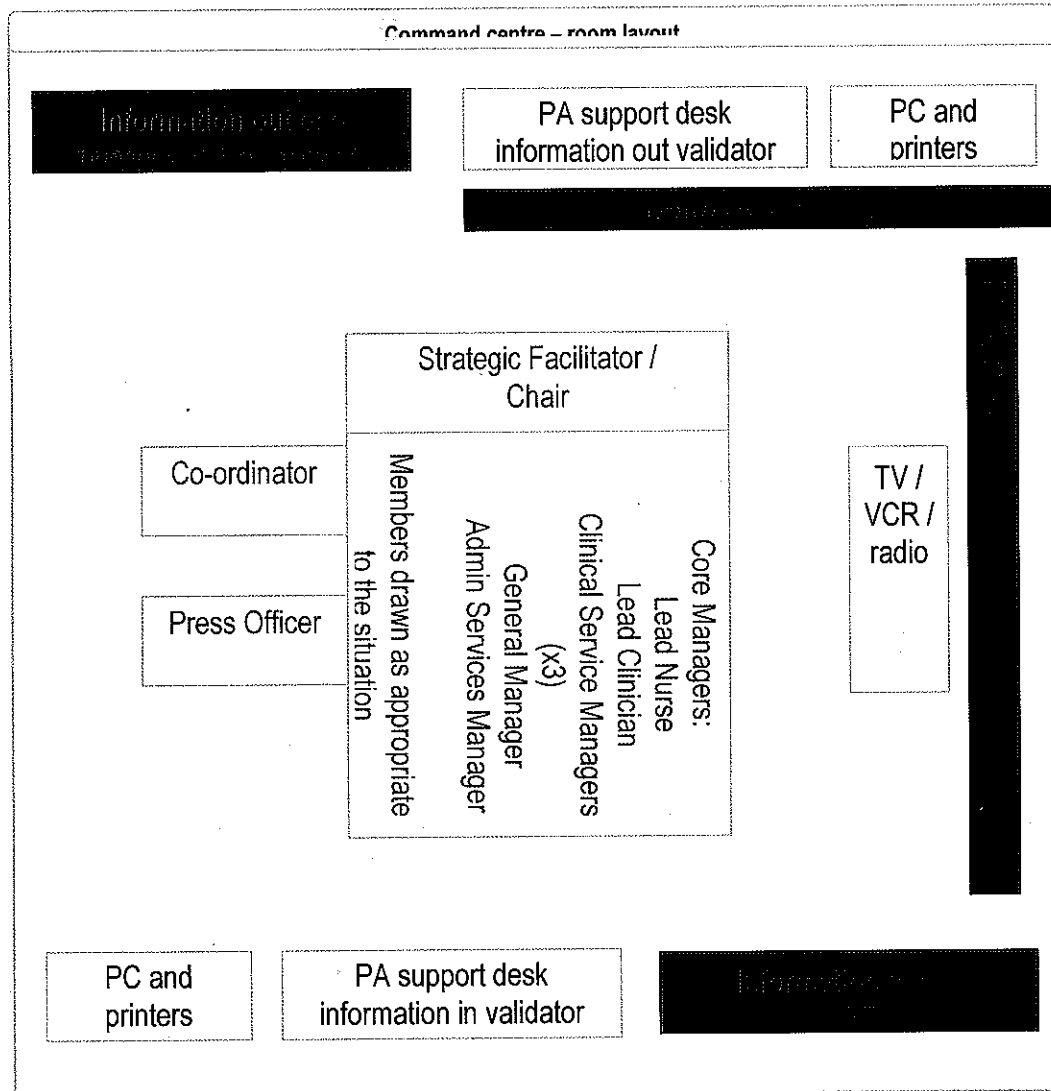 Command centre – room layout
PA support desk
information out validator
PC and
printers
Strategic Facilitator /
Chair
Co-ordinator
Press Officer
Core Managers:
Lead Nurse
Lead Clinician
Clinical Service Managers
(x3)
General Manager
Admin Services Manager
Members drawn as appropriate
to the situation
TV /
VCR /
radio
PC and
printers
PA support desk
information in validator